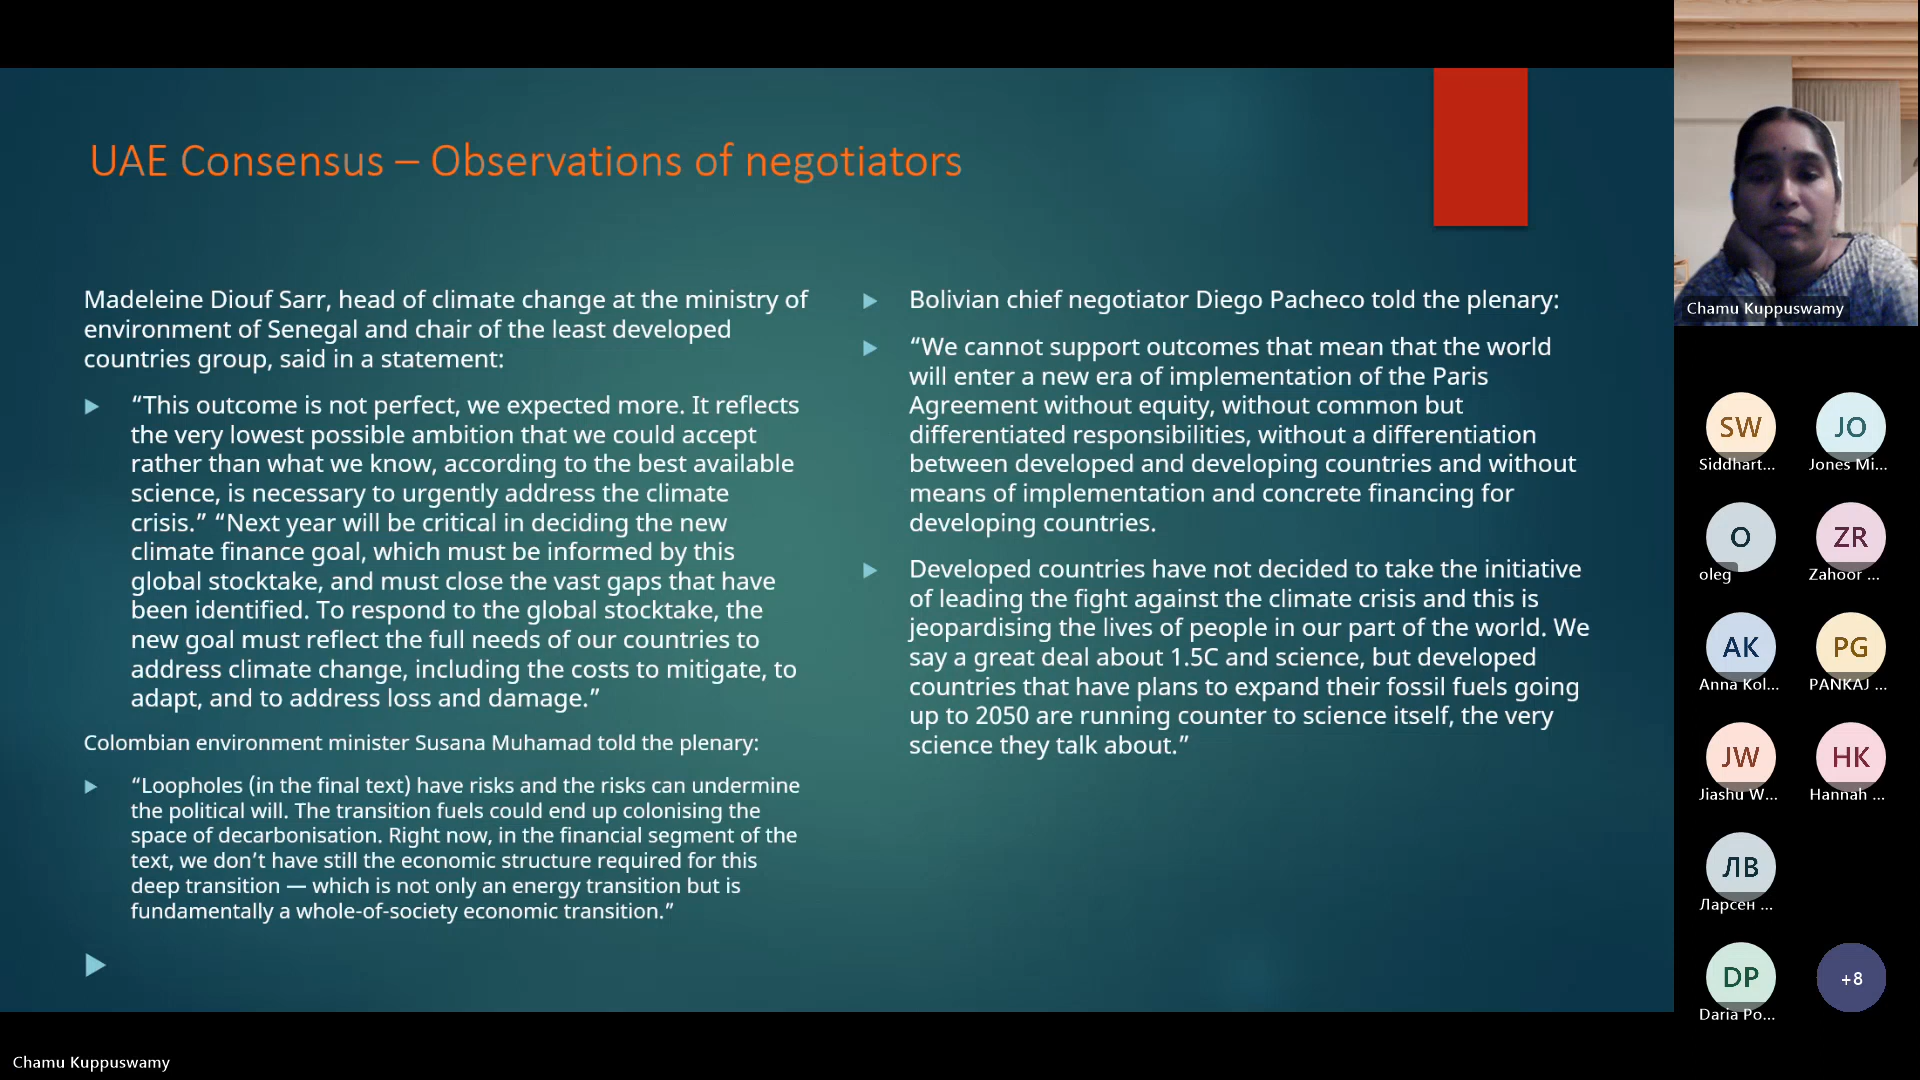 UAE Consensus – Observations of negotiators
Madeleine Diouf Sarr, head of climate change at the ministry of
environment of Senegal and chair of the least developed
countries group, said in a statement:
“This outcome is not perfect, we expected more. It reflects
the very lowest possible ambition that we could accept
rather than what we know, according to the best available
science, is necessary to urgently address the climate
crisis.” “Next year will be critical in deciding the new
climate finance goal, which must be informed by this
global stocktake, and must close the vast gaps that have
been identified. To respond to the global stocktake, the
new goal must reflect the full needs of our countries to
address climate change, including the costs to mitigate, to
adapt, and to address loss and damage.”
Colombian environment minister Susana Muhamad told the plenary:
“Loopholes (in the final text) have risks and the risks can undermine
the political will. The transition fuels could end up colonising the
space of decarbonisation. Right now, in the financial segment of the
text, we don’t have still the economic structure required for this
deep transition — which is not only an energy transition but is
fundamentally a whole-of-society economic transition.”
Bolivian chief negotiator Diego Pacheco told the plenary:
“We cannot support outcomes that mean that the world
will enter a new era of implementation of the Paris
Agreement without equity, without common but
differentiated responsibilities, without a differentiation
between developed and developing countries and without
means of implementation and concrete financing for
developing countries.
Developed countries have not decided to take the initiative
of leading the fight against the climate crisis and this is
jeopardising the lives of people in our part of the world. We
say a great deal about 1.5C and science, but developed
countries that have plans to expand their fossil fuels going
up to 2050 are running counter to science itself, the very
science they talk about.”
Chamu Kuppuswamy
SW
Siddhart...
JO
Jones Mi...
O
oleg
ZR
Zahoor ...
AK
Anna Kol...
PG
PANKAJ ...
JW
Jiashu W...
HK
Hannah ...
ЛВ
Ларсен ...
DP
Daria Po...
+8
Chamu Kuppuswamy